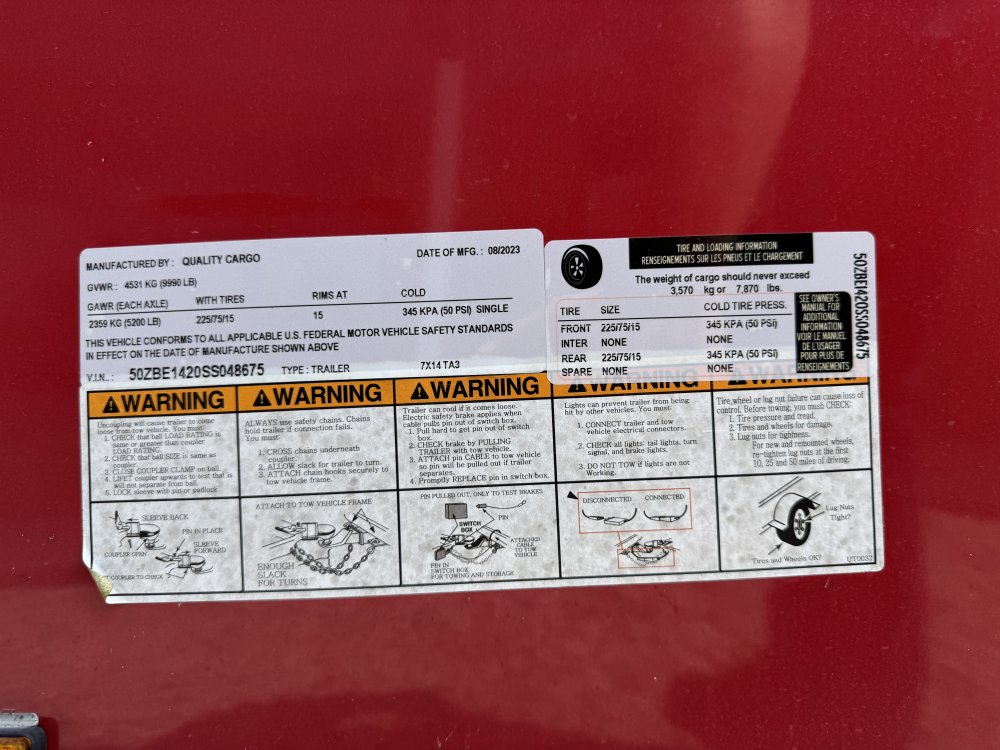 MANUFACTURED BY : QUALITY CARGO DATE OF MFG. : 08/2023
GVWR : 4531 KG (9990 LB)
GAWR (EACH AXLE) WITH TIRES RIMS AT COLD
2359 KG (5200 LB) 225/75/15 15 345 KPA (50 PSI) SINGLE
THIS VEHICLE CONFORMS TO ALL APPLICABLE U.S. FEDERAL MOTOR VEHICLE SAFETY STANDARDS
IN EFFECT ON THE DATE OF MANUFACTURE SHOWN ABOVE
V.I.N.. : 50ZBE1420SS048675 TYPE : TRAILER 7X14 TA3
TIRE AND LOADING INFORMATION
RENSEIGNEMENTS SUR LES PNEUS ET LE CHARGEMENT
The weight of cargo should never exceed
3,570 kg or 7,870 lbs.
TIRE SIZE COLD TIRE PRESS.
FRONT 225/75/15 345 KPA (50 PSI)
INTER NONE NONE
REAR 225/75/15 345 KPA (50 PSI)
SPARE NONE NONE
SEE OWNER'S
MANUAL FOR
ADDITIONAL
INFORMATION
VOIR LE MANUEL
DE L'USAGER
POUR PLUS DE
RENSEIGNEMENTS
50ZBE1420SS048675
WARNING
Uncoupling will cause trailer to come
loose from tow vehicle. You must:
1. CHECK that ball LOAD RATING is
same or greater than coupler
LOAD RATING.
2. CHECK that ball SIZE is same as
coupler.
3. CLOSE COUPLER CLAMP on ball.
4. LIFET coupler upwards to test that is
will not separate from ball.
5. LOCK sleeve with pin or padlock
SLEEVE BACK
PIN IN PLACE
COUPLER OPEN
SLEEVE
FORWARD
COUPLER TO CHECK
WARNING
ALWAYS use safety chains. Chains
hold trailer if connection fails.
You must:
1. CROSS chains underneath
coupler.
2. ALLOW slack for trailer to turn.
3. ATTACH chain hooks securely to
tow vehicle frame.
ATTACH TO TOW VEHICLE FRAME
ENOUGH
SLACK
FOR TURNS
WARNING
Trailer can rool if it comes loose.
Electric safety brake applies when
cable pulls pin out of switch box.
1. Pull hard to get pin out of switch
box.
2. CHECK brake by PULLING
TRAILER with tow vehicle.
3. ATTACH pin CABLE to tow vehicle
so pin will be pulled out if trailer
separates.
4. Promptly REPLACE pin in switch box.
PIN PULLED OUT, ONLY TO TEST BRAKES
PIN
SWITCH
BOX
ATTACHED
CABLE
TO TOW
VEHICLE
PIN IN
SWITCH BOX
FOR TOWING AND STORAGK
WARNING
Lights can prevent trailer from being
hit by other vehicles. You must:
1. CONNECT trailer and tow
vehicle electrical connectors.
2. CHECK all lights: tail lights, turn
signal, and brake lights.
3. DO NOT TOW if lights are not
Working.
DISCONNECTED CONNECTED
WARNING
Tire,wheel or lug nut failure can cause loss of
control. Before towing, you mush CHECK:
1. Tire pressure and tread.
2. Tires and wheels for damage.
3. Lug nuts for tighmess.
For new and remounted wheels,
re-tighten lug nuts at the first
10, 25 and 50 miles of driving.
Lug Nuts
Tight?
Tires and Wheels OK?
UT0032